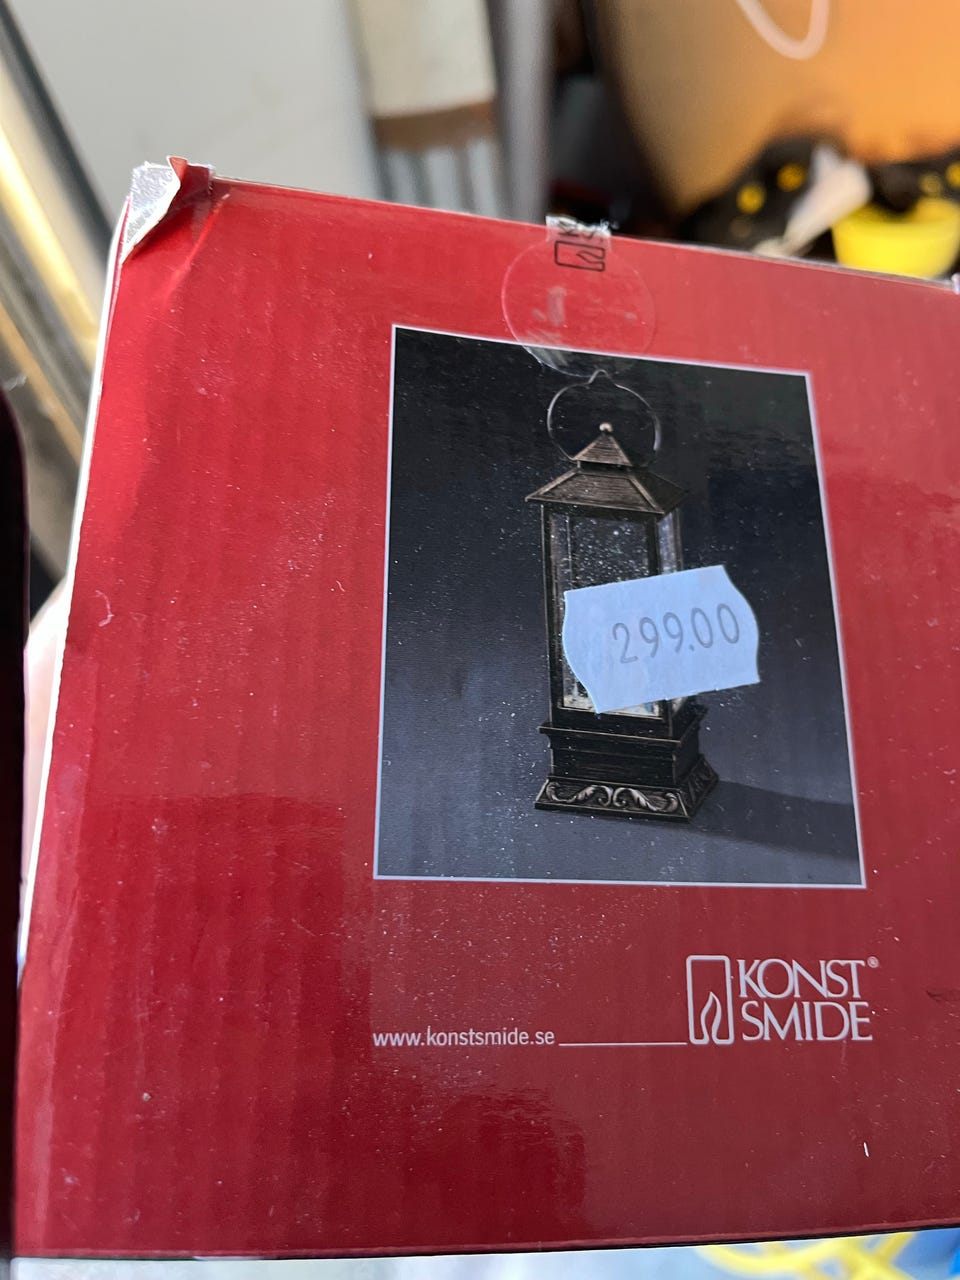 299.00
www.konstsmide.se
KONST®
SMIDE